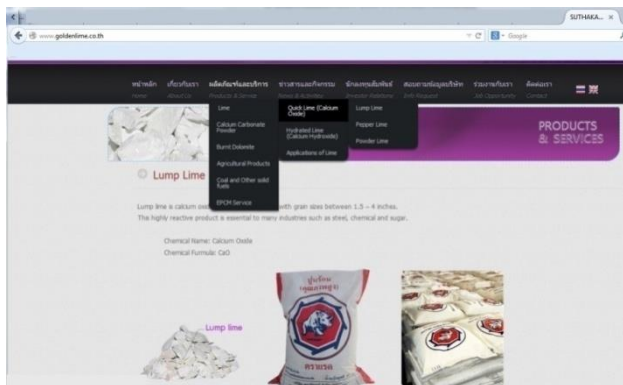 SUTHAKA...
www.goldenlime.co.th
Google
หน้าหลัก เกี่ยวกับเรา ผลิตภัณฑ์และบริการ ข่าวสารและกิจกรรม นักลงทุนสัมพันธ์ สอบถามข้อมูลบริษัท ร่วมงานกับเรา ติดต่อเรา
Home About Us Products & Service News & Activities Investor Relations Info Request Job Opportunity Contact
Lime
Calcium Carbonate
Powder
Burnt Dolomite
Agricultural Products
Coal and Other solid
fuels
EPCM Service
Quick Lime (Calcium
Oxide)
Hydrated Lime
(Calcium Hydroxide)
Applications of Lime
Lump Lime
Pepper Lime
Powder Lime
PRODUCTS
& SERVICES
Lump Lime
Lump lime is calcium with grain sizes between 1.5 – 4 inches.
The highly reactive product is essential to many industries such as steel, chemical and sugar.
Chemical Name: Calcium Oxide
Chemical Formula: CaO
Lump lime
ตราแรด